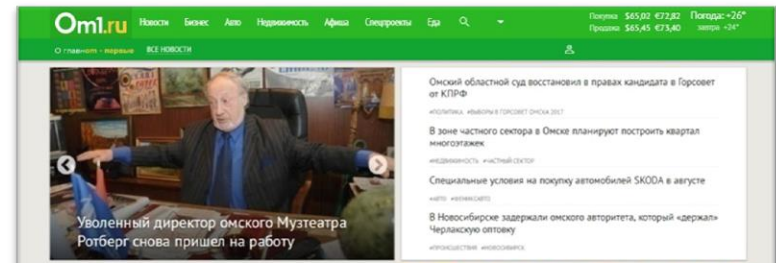 Om1.ru Новости Бизнес Авто Недвижимость Афиша Спецпроекты Еда
Покупка $65,02 €72,82 Погода: +26°
Продажа $65,45 €73,40 завтра +24°
О главном - первые ВСЕ НОВОСТИ
Уволенный директор омского Музтеатра
Ротберг снова пришел на работу
Омский областной суд восстановил в правах кандидата в Горсовет
от КПРФ
#ПОЛИТИКА #ВЫБОРЫ В ГОРСОВЕТ ОМСКА 2017
В зоне частного сектора в Омске планируют построить квартал
многоэтажек
#НЕДВИЖИМОСТЬ #ЧАСТНЫЙ СЕКТОР
Специальные условия на покупку автомобилей SKODA в августе
#АВТО #ФЕНИКСАВТО
В Новосибирске задержали омского авторитета, который «держал»
Черлакскую оптовку
#ПРОИСШЕСТВИЯ #НОВОСИБИРСК